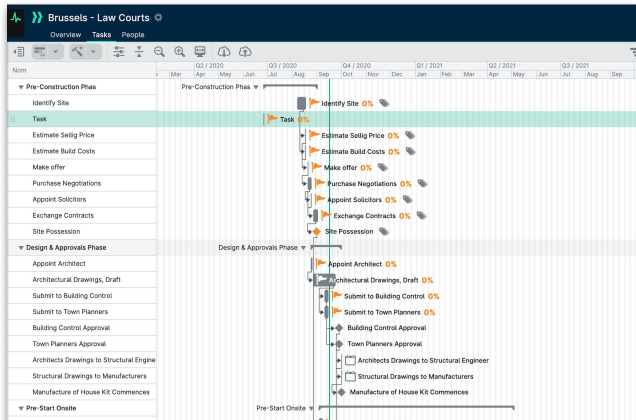 Brussels - Law Courts
Overview Tasks People
Nom
Q2 / 2020 Q3 / 2020 Q4 / 2020 Q1 / 2021 Q2 / 2021 Q3 / 2021
Mar Apr May Jun Jul Aug Sep Oct Nov Dec Jan Feb Mar Apr May Jun Jul Aug Sep
Pre-Construction Phas Pre-Construction Phas
Identify Site Identify Site 0%
Task Task 0%
Estimate Sellig Price Estimate Sellig Price 0%
Estimate Build Costs Estimate Build Costs 0%
Make offer Make offer 0%
Purchase Negotiations Purchase Negotiations 0%
Appoint Solicitors Appoint Solicitors 0%
Exchange Contracts Exchange Contracts 0%
Site Possession Site Possession
Design & Approvals Phase Design & Approvals Phase
Appoint Architect Appoint Architect 0%
Architectural Drawings, Draft Architectural Drawings, Draft 0%
Submit to Building Control Submit to Building Control 0%
Submit to Town Planners Submit to Town Planners 0%
Building Control Approval Building Control Approval
Town Planners Approval Town Planners Approval
Architects Drawings to Structural Engine Architects Drawings to Structural Engineer
Structural Drawings to Manufacturers Structural Drawings to Manufacturers
Manufacture of House Kit Commences Manufacture of House Kit Commences
Pre-Start Onsite Pre-Start Onsite